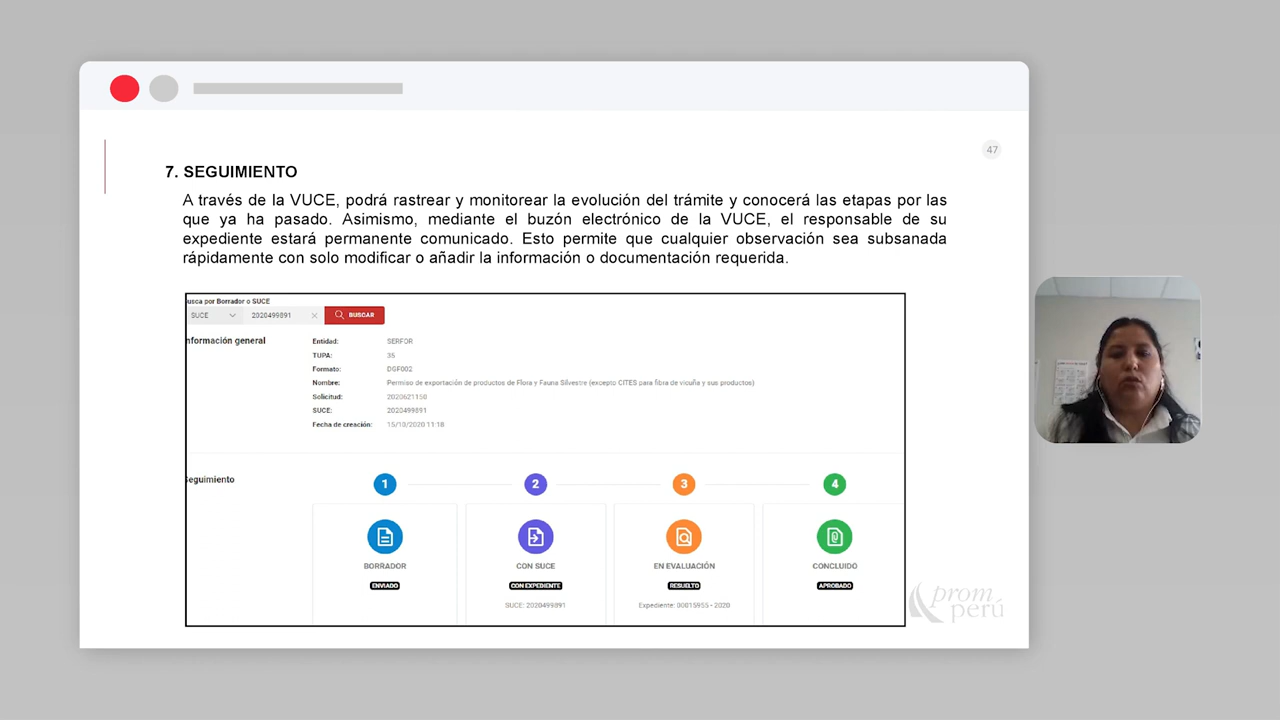 47
7. SEGUIMIENTO
A través de la VUCE, podrá rastrear y monitorear la evolución del trámite y conocerá las etapas por las
que ya ha pasado. Asimismo, mediante el buzón electrónico de la VUCE, el responsable de su
expediente estará permanente comunicado. Esto permite que cualquier observación sea subsanada
rápidamente con solo modificar o añadir la información o documentación requerida.
usca por Borrador o SUCE
SUCE 2020499891 BUSCAR
nformación general
Entidad: SERFOR
TUPA: 35
Formato: DGF002
Nombre: Permiso de exportación de productos de Flora y Fauna Silvestre (excepto CITES para fibra de vicuña y sus productos)
Solicitud: 2020621150
SUCE: 2020499891
Fecha de creación: 15/10/2020 11:18
Seguimiento
1 2 3 4
BORRADOR CON SUCE EN EVALUACIÓN CONCLUIDO
ENVIADO CON EXPEDIENTE RESUELTO APROBADO
SUCE: 2020499891 Expediente: 00015955 - 2020
prom
perú